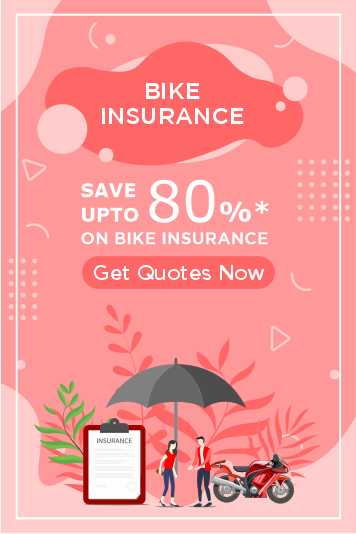 BIKE
INSURANCE
SAVE
UPTO 80%*
ON BIKE INSURANCE
Get Quotes Now
INSURANCE